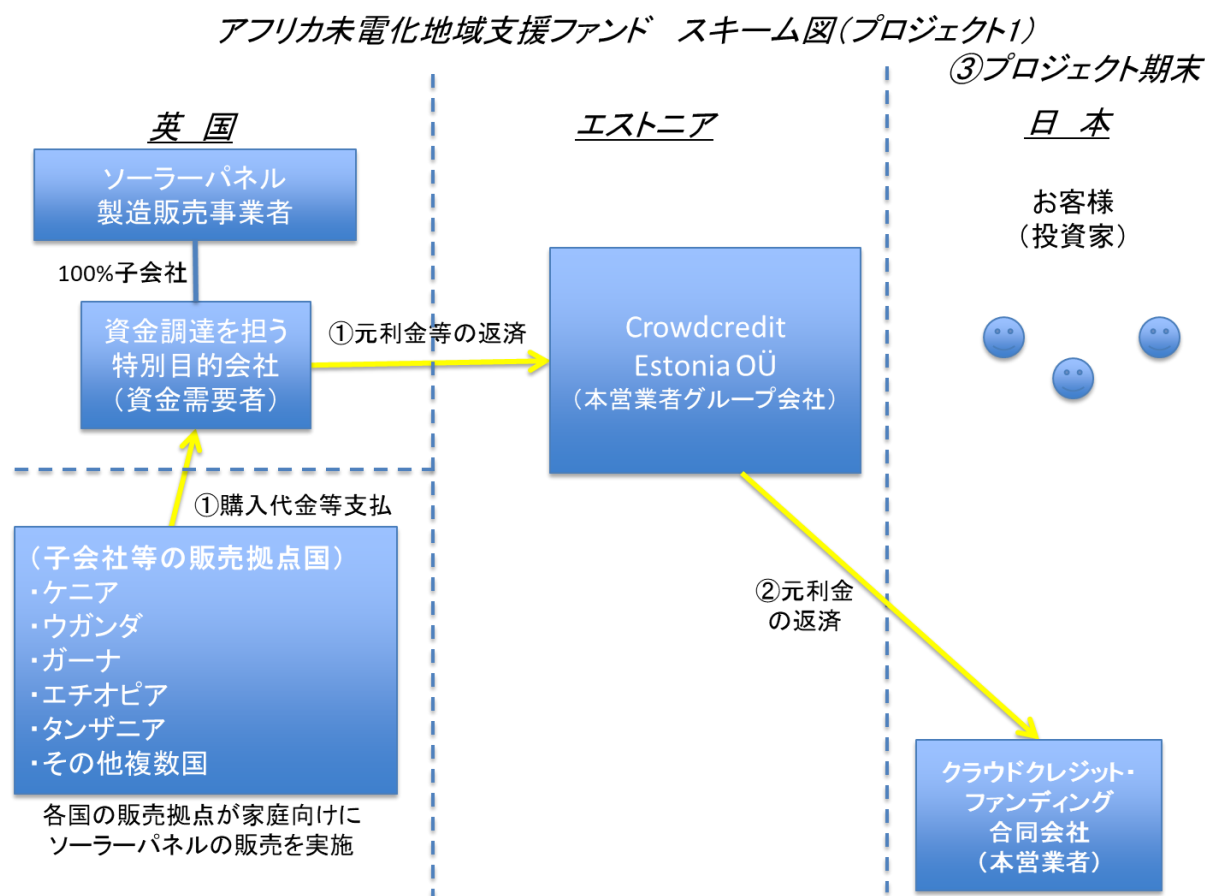 アフリカ未電化地域支援ファンド　スキーム図(プロジェクト1)
③プロジェクト期末
英　国
ソーラーパネル
製造販売事業者
100%子会社
資金調達を担う
特別目的会社
（資金需要者）
①元利金等の返済
①購入代金等支払
（子会社等の販売拠点国）
・ケニア
・ウガンダ
・ガーナ
・エチオピア
・タンザニア
・その他複数国
各国の販売拠点が家庭向けに
ソーラーパネルの販売を実施
エストニア
Crowdcredit
Estonia OÜ
（本営業者グループ会社）
②元利金
の返済
日　本
お客様
（投資家）
クラウドクレジット・
ファンディング
合同会社
（本営業者）